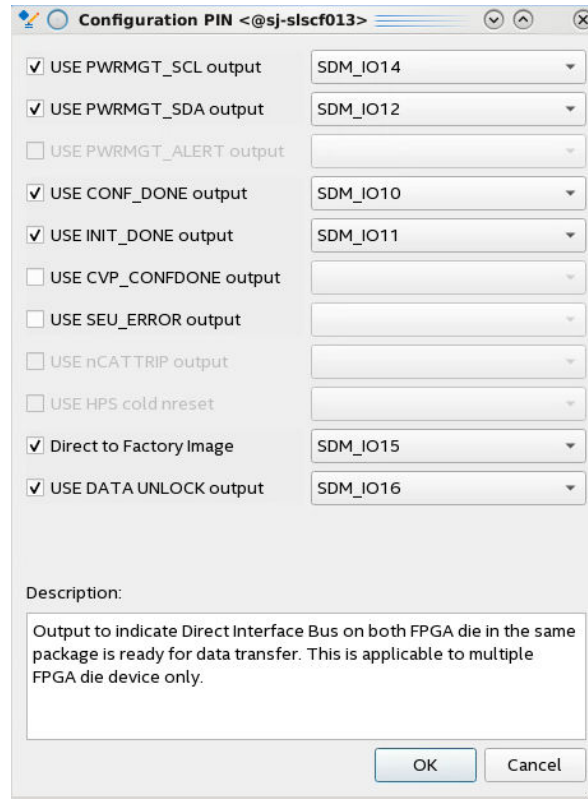 Configuration PIN <@sj-slscf013>
USE PWRMGT_SCL output SDM_IO14
USE PWRMGT_SDA output SDM_IO12
USE PWRMGT_ALERT output
USE CONF_DONE output SDM_IO10
USE INIT_DONE output SDM_IO11
USE CVP_CONFDONE output
USE SEU_ERROR output
USE nCATTRIP output
USE HPS cold nreset
Direct to Factory Image SDM_IO15
USE DATA UNLOCK output SDM_IO16
Description:
Output to indicate Direct Interface Bus on both FPGA die in the same
package is ready for data transfer. This is applicable to multiple
FPGA die device only.
OK Cancel